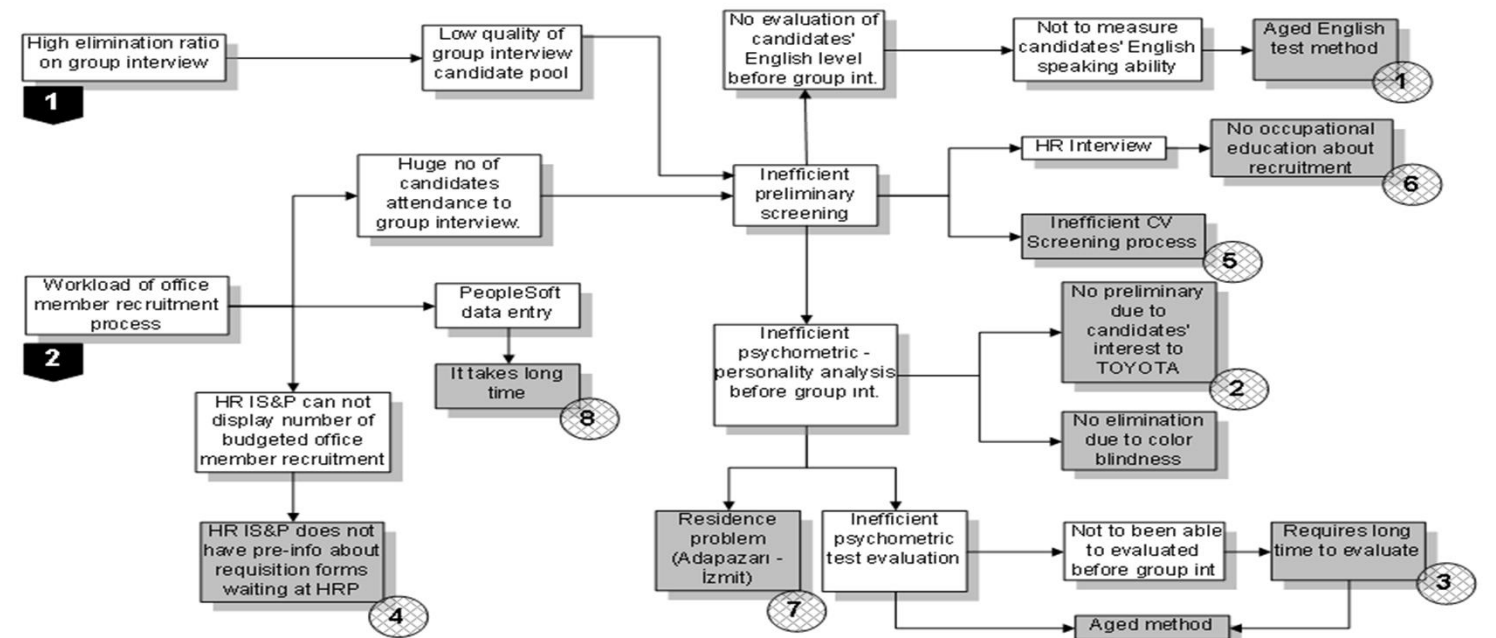 High elimination ratio
on group interview
1
Low quality of
group interview
candidate pool
No evaluation of
candidates'
English level
before group int.
Not to measure
candidates' English
speaking ability
Aged English
test method
1
Huge no of
candidates
attendance to
group interview.
Inefficient
preliminary
screening
HR Interview
No occupational
education about
recruitment
6
Inefficient CV
Screening process
5
Workload of office
member recruitment
process
2
PeopleSoft
data entry
It takes long
time
8
HR IS&P can not
display number of
budgeted office
member recruitment
HR IS&P does not
have pre-info about
requisition forms
waiting at HRP
4
Inefficient
psychometric -
personality analysis
before group int.
No preliminary
due to
candidates'
interest to
TOYOTA
2
No elimination
due to color
blindness
Residence
problem
(Adapazarı -
İzmit)
7
Inefficient
psychometric
test evaluation
Not to been able
to evaluated
before group int
Requires long
time to evaluate
3
Aged method